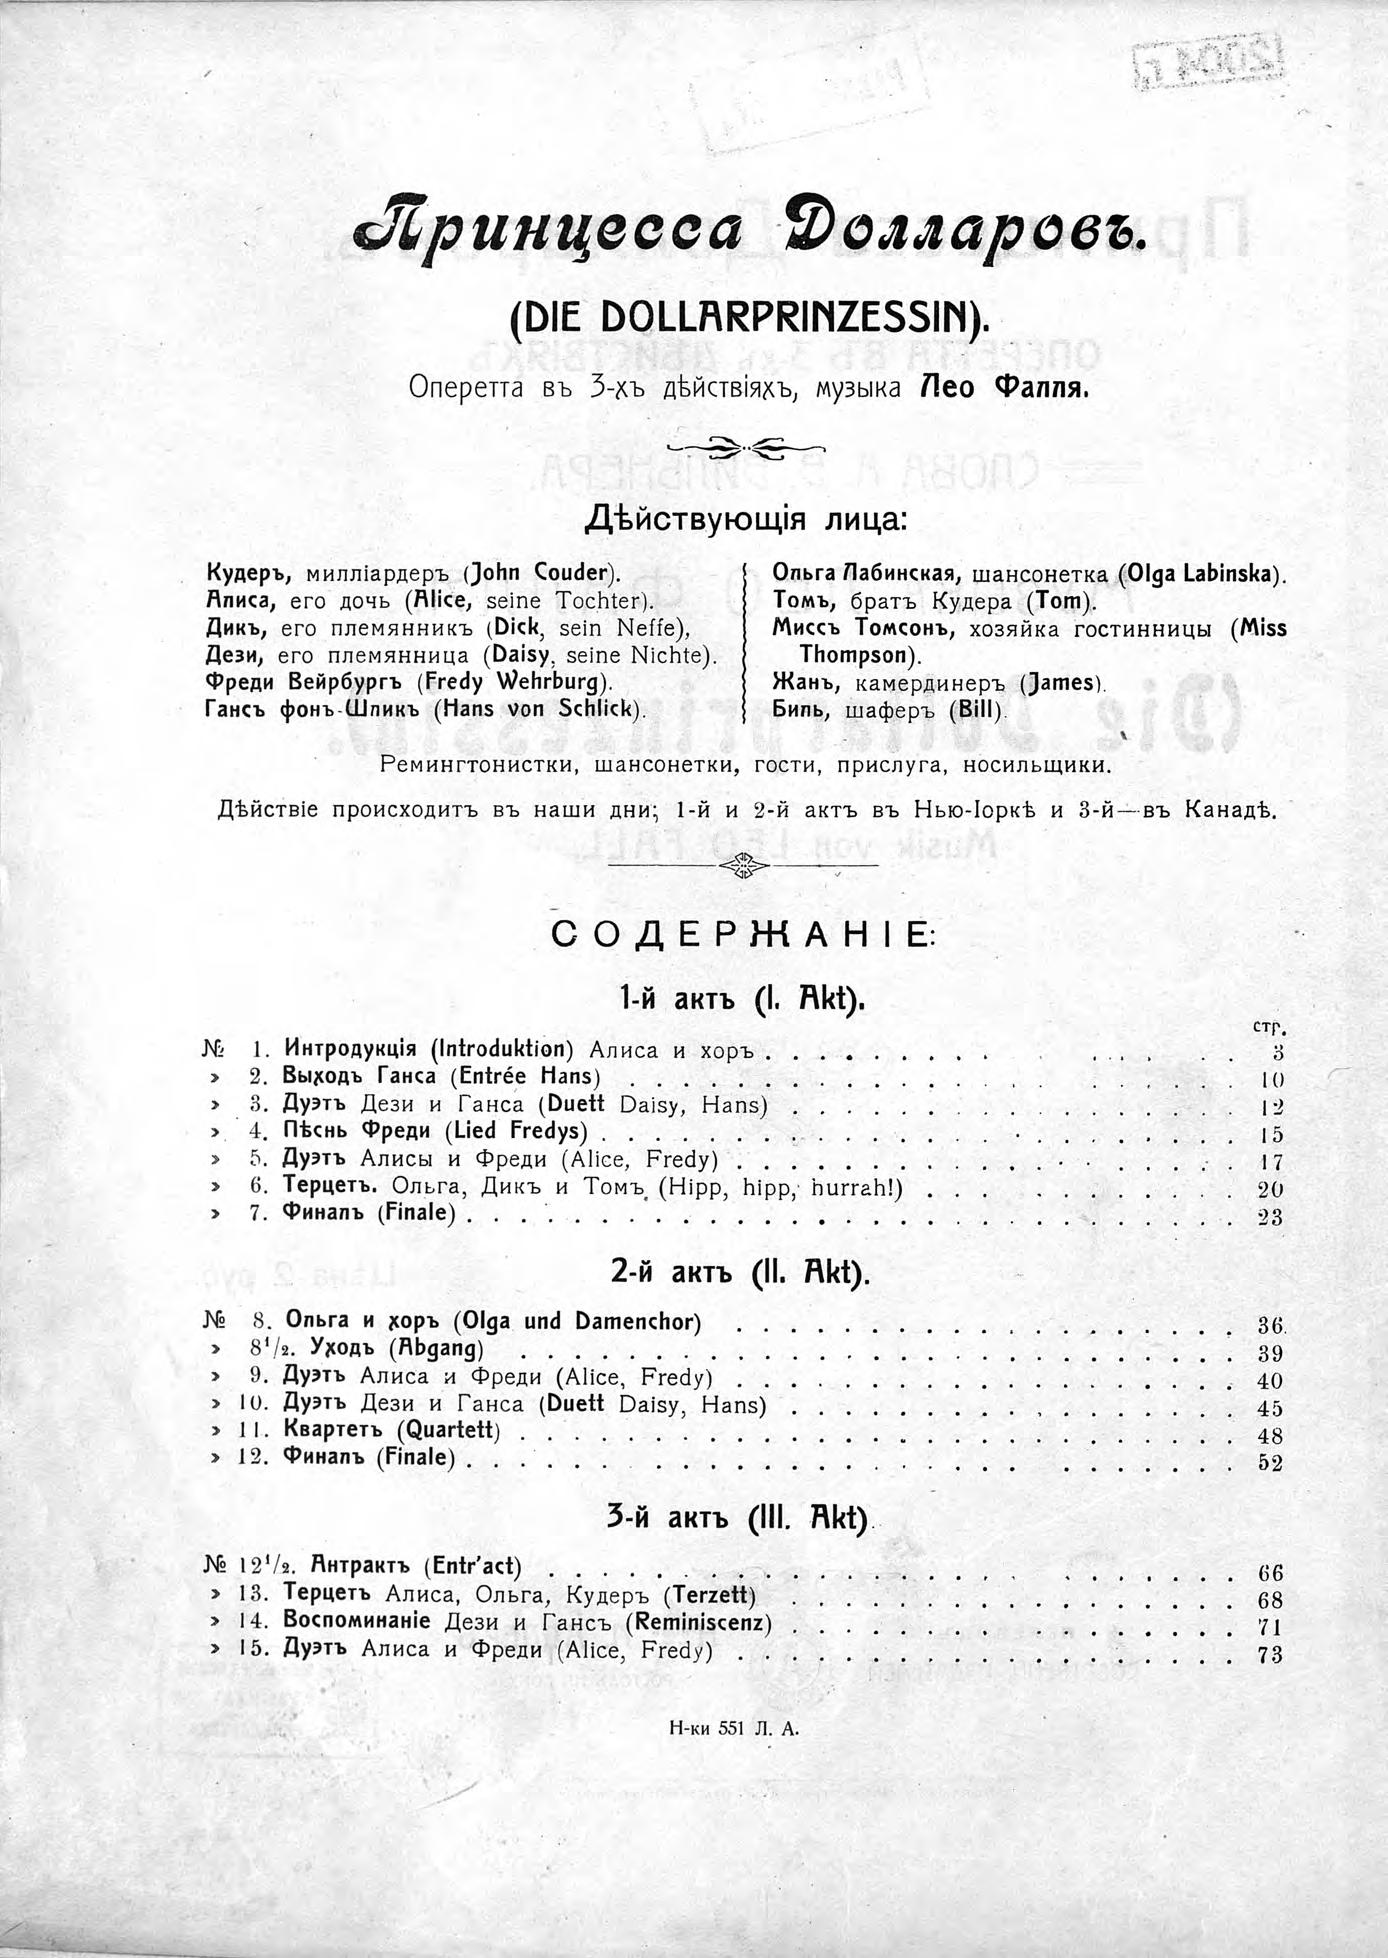 Принцесса Долларовъ.
(DIE DOLLARPRINZESSIN).
Оперетта въ 3-хъ дѣйствіяхъ, музыка Лео Фалля.
Дѣйствующія лица:
Кудеръ, милліардеръ (John Couder).
Алиса, его дочь (Alice, seine Tochter).
Дикъ, его племянникъ (Dick, sein Neffe),
Дези, его племянница (Daisy, seine Nichte).
Фреди Вейрбургъ (Fredy Wehrburg).
Гансъ фонъ-Шликъ (Hans von Schlick).
Ольга Лабинская, шансонетка (Olga Labinska).
Томъ, братъ Кудера (Tom).
Миссъ Томсонъ, хозяйка гостинницы (Miss
Thompson).
Жанъ, камердинеръ (James).
Биль, шаферъ (Bill).
Ремингтонистки, шансонетки, гости, прислуга, носильщики.
Дѣйствіе происходитъ въ наши дни; 1-й и 2-й актъ въ Нью-Іоркѣ и 3-й—въ Канадѣ.
СОДЕРЖАНІЕ:
1-й актъ (I. Akt).
стр.
№ 1. Интродукція (Introduktion) Алиса и хоръ . . . . . . . . . . . . . . . 3
» 2. Выходъ Ганса (Entrée Hans) . . . . . . . . . . . . . . . . . . . . 10
» 3. Дуэтъ Дези и Ганса (Duett Daisy, Hans) . . . . . . . . . . . . . . . 12
» 4. Пѣснь Фреди (Lied Fredys) . . . . . . . . . . . . . . . . . . . . 15
» 5. Дуэтъ Алисы и Фреди (Alice, Fredy) . . . . . . . . . . . . . . . . 17
» 6. Терцетъ. Ольга, Дикъ и Томъ. (Hipp, hipp, hurrah!) . . . . . . . . . . 20
» 7. Финалъ (Finale) . . . . . . . . . . . . . . . . . . . . . . . . . 23
2-й актъ (II. Akt).
№ 8. Ольга и хоръ (Olga und Damenchor) . . . . . . . . . . . . . . . . 36.
» 8¹/₂. Уходъ (Abgang) . . . . . . . . . . . . . . . . . . . . . . . . 39
» 9. Дуэтъ Алиса и Фреди (Alice, Fredy) . . . . . . . . . . . . . . . . 40
» 10. Дуэтъ Дези и Ганса (Duett Daisy, Hans) . . . . . . . . . . . . . . 45
» 11. Квартетъ (Quartett) . . . . . . . . . . . . . . . . . . . . . . . 48
» 12. Финалъ (Finale) . . . . . . . . . . . . . . . . . . . . . . . . . 52
3-й актъ (III. Akt).
№ 12¹/₂. Антрактъ (Entr'act) . . . . . . . . . . . . . . . . . . . . . . 66
» 13. Терцетъ Алиса, Ольга, Кудеръ (Terzett) . . . . . . . . . . . . . . 68
» 14. Воспоминаніе Дези и Гансъ (Reminiscenz) . . . . . . . . . . . . . . 71
» 15. Дуэтъ Алиса и Фреди (Alice, Fredy) . . . . . . . . . . . . . . . . 73
Н-ки 551 Л. А.